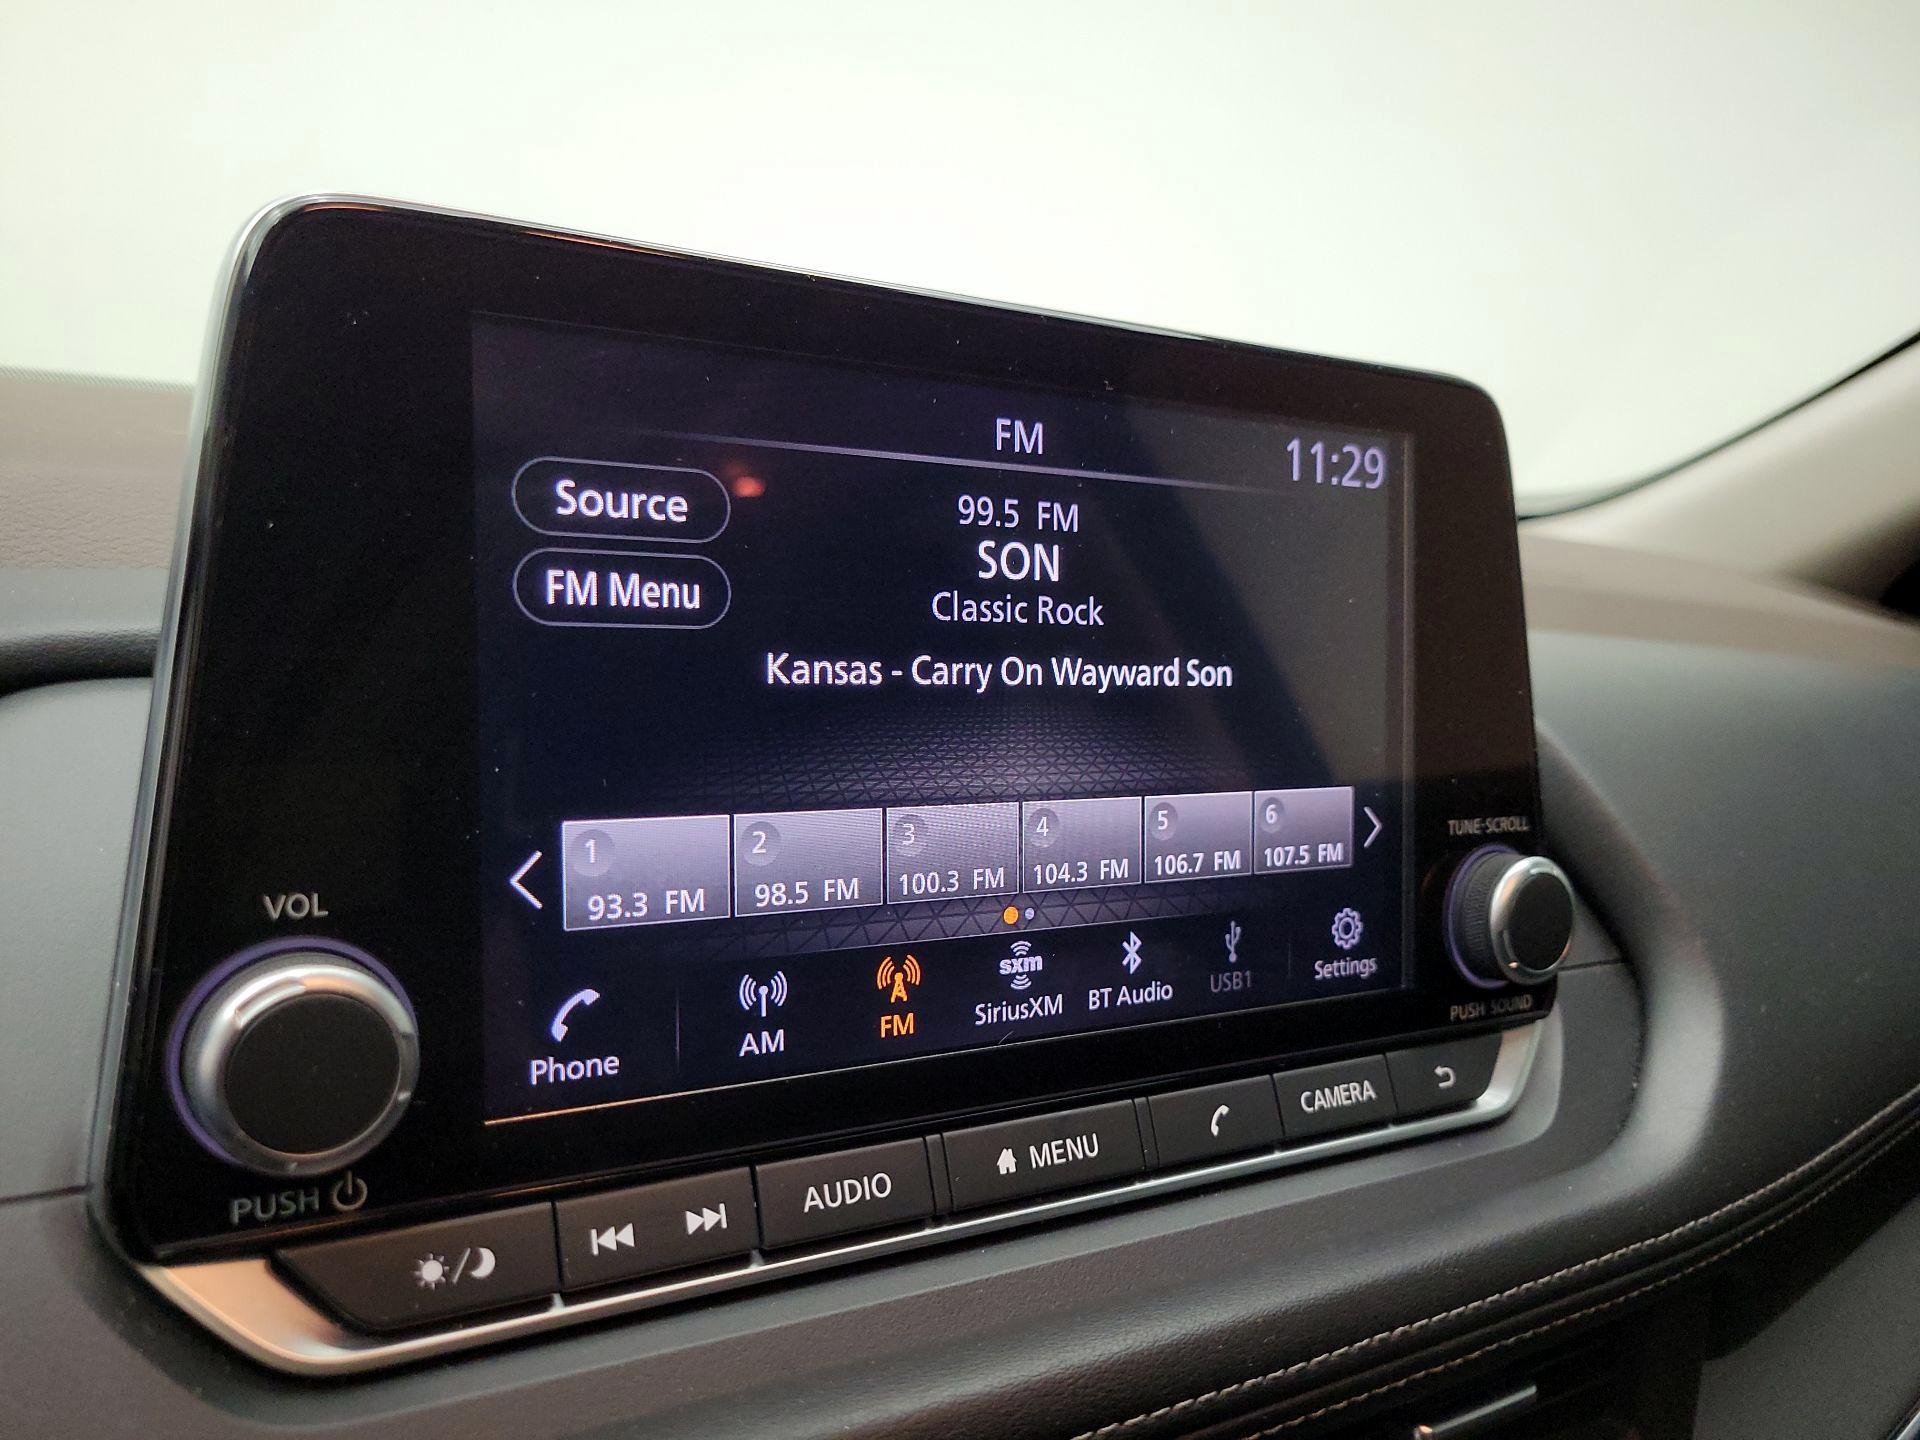 FM
11:29
Source
99.5 FM
SON
FM Menu
Classic Rock
Kansas - Carry On Wayward Son
1
93.3 FM
2
98.5 FM
3
100.3 FM
4
104.3 FM
5
106.7 FM
6
107.5 FM
TUNE·SCROLL
VOL
Phone
AM
FM
sxm
SiriusXM
BT Audio
USB1
Settings
PUSH SOUND
PUSH
AUDIO
MENU
CAMERA